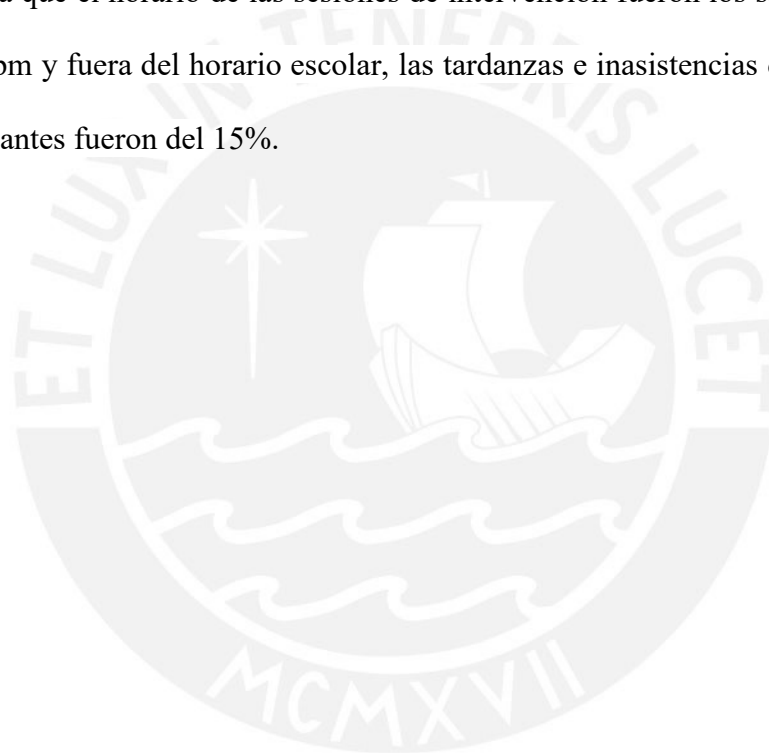 que el horario de las sesiones de intervención fueron los
pm y fuera del horario escolar, las tardanzas e inasistencias
antes fueron del 15%.
ET LUX IN TENEBRIS LUCET
MCMXVII